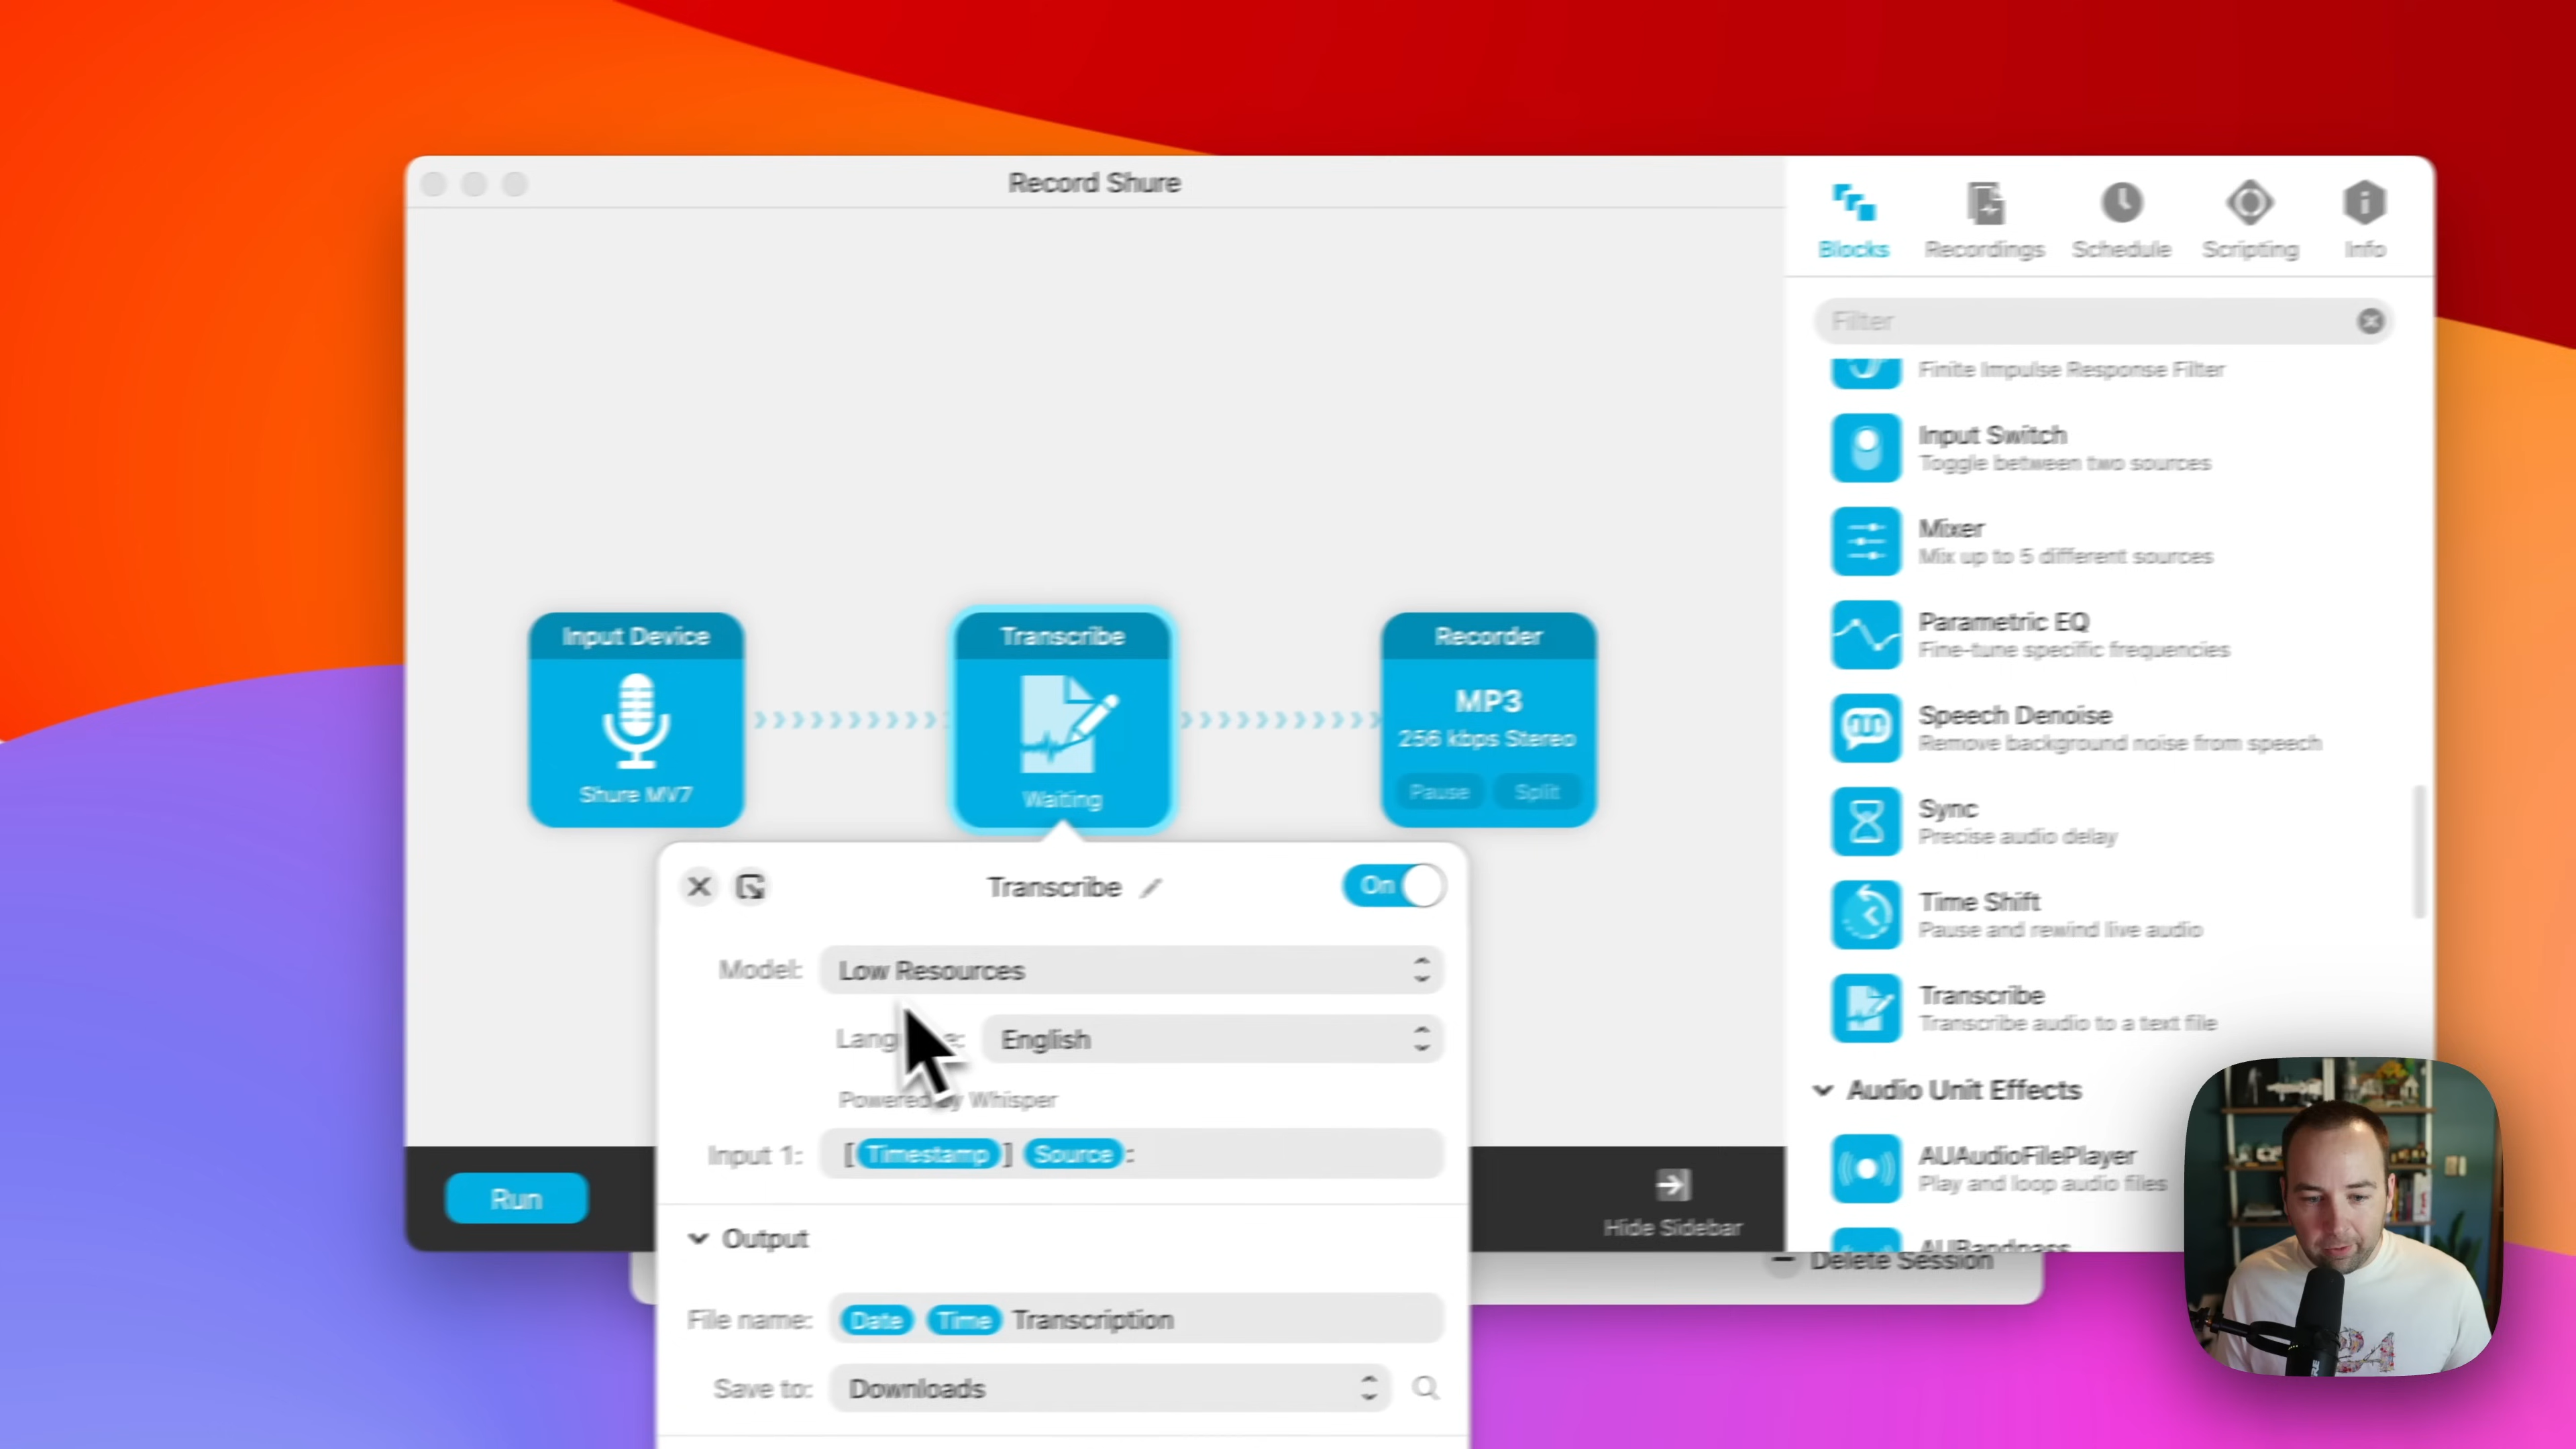 Record Shure
Blocks
Recordings
Schedule
Scripting
Info
Filter
Finite Impulse Response Filter
Input Switch
Toggle between two sources
Mixer
Mix up to 5 different sources
Parametric EQ
Fine-tune specific frequencies
Speech Denoise
Remove background noise from speech
Sync
Precise audio delay
Time Shift
Pause and rewind live audio
Transcribe
Transcribe audio to a text file
Audio Unit Effects
AUAudioFilePlayer
Play and loop audio files
AUBandpass
Input Device
Shure MV7
Transcribe
Waiting
Recorder
MP3
256 kbps Stereo
Pause
Split
Transcribe
On
Model: Low Resources
English
Powered by Whisper
Input 1: [Timestamp] Source:
Output
File name: Date Time Transcription
Save to: Downloads
Run
Hide Sidebar
Delete Session